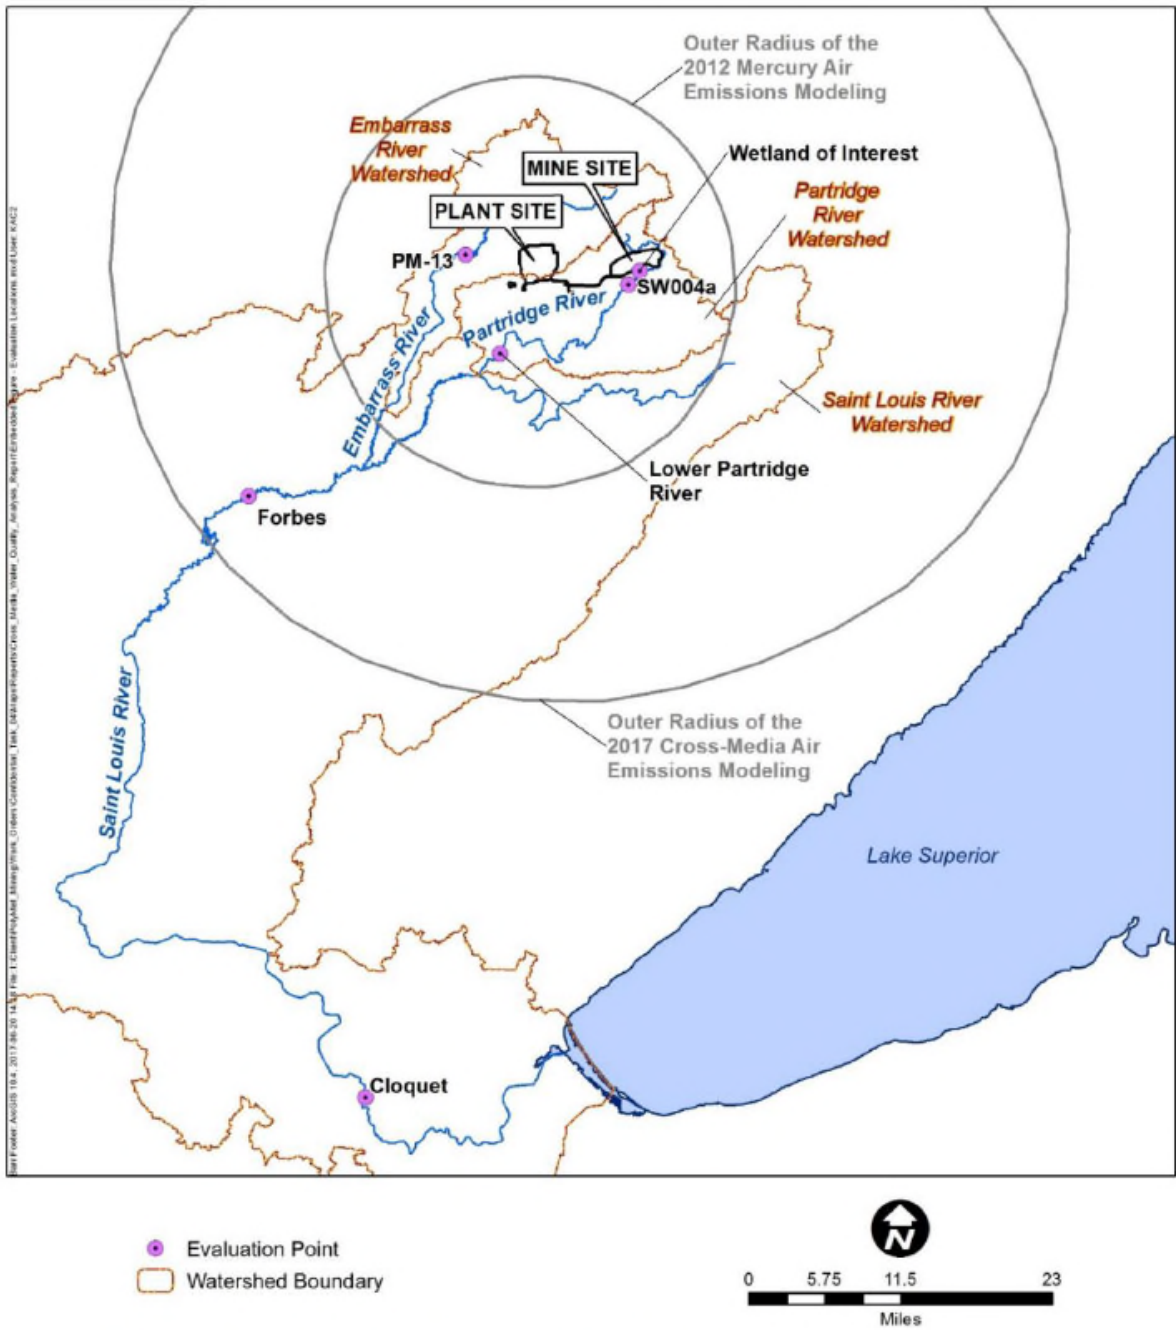 Outer Radius of the
2012 Mercury Air
Emissions Modeling
Embarrass
River
Watershed
Wetland of Interest
MINE SITE
Partridge
River
Watershed
PLANT SITE
PM-13
SW004a
Partridge River
Embarrass River
Saint Louis River
Watershed
Lower Partridge
River
Forbes
Saint Louis River
Outer Radius of the
2017 Cross-Media Air
Emissions Modeling
Lake Superior
Cloquet
Evaluation Point
Watershed Boundary
N
0 5.75 11.5 23
Miles